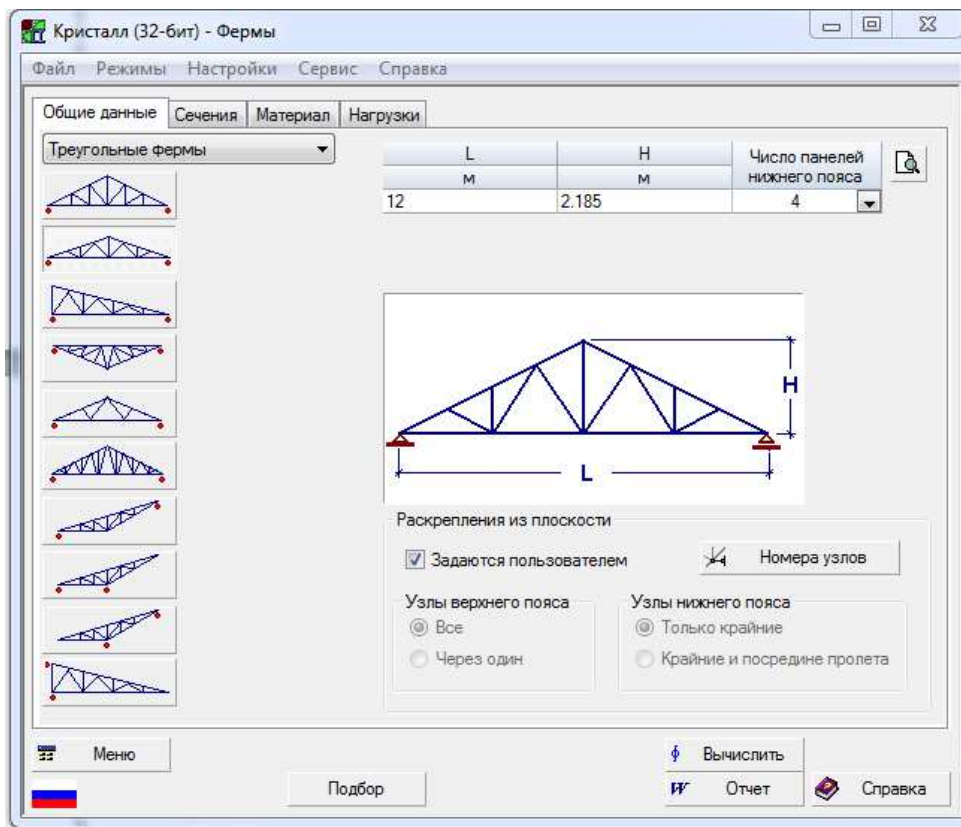 Кристалл (32-бит) - Фермы
Файл Режимы Настройки Сервис Справка
Общие данные Сечения Материал Нагрузки
Треугольные фермы
L H Число панелей нижнего пояса
м м
12 2.185 4
H
L
Раскрепления из плоскости
Задаются пользователем Номера узлов
Узлы верхнего пояса Узлы нижнего пояса
Все Только крайние
Через один Крайние и посредине пролета
Меню Вычислить
Подбор Отчет Справка